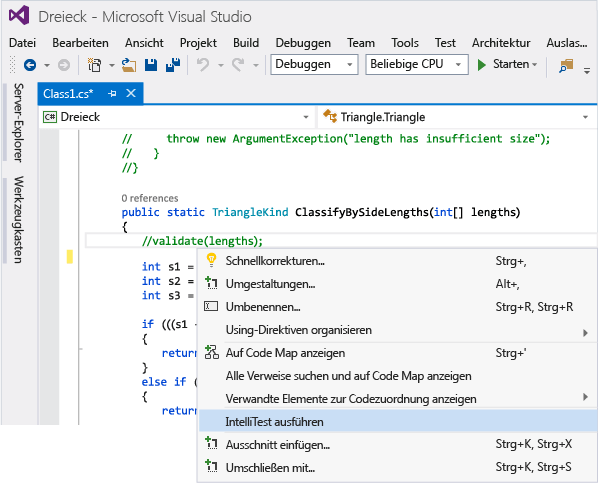 Dreieck - Microsoft Visual Studio
Datei Bearbeiten Ansicht Projekt Build Debuggen Team Tools Test Architektur Auslas...
Debuggen Beliebige CPU Starten
Server-Explorer
Werkzeugkasten
Class1.cs*
C# Dreieck Triangle.Triangle
// throw new ArgumentException("length has insufficient size");
// }
//}
0 references
public static TriangleKind ClassifyBySideLengths(int[] lengths)
{
//validate(lengths);
int s1 =
int s2 =
int s3 =
if (((s1
{
return
}
else if (
{
return
Schnellkorrekturen... Strg+,
Umgestaltungen... Alt+,
Umbenennen... Strg+R, Strg+R
Using-Direktiven organisieren
Auf Code Map anzeigen Strg+'
Alle Verweise suchen und auf Code Map anzeigen
Verwandte Elemente zur Codezuordnung anzeigen
IntelliTest ausführen
Ausschnitt einfügen... Strg+K, Strg+X
Umschließen mit... Strg+K, Strg+S